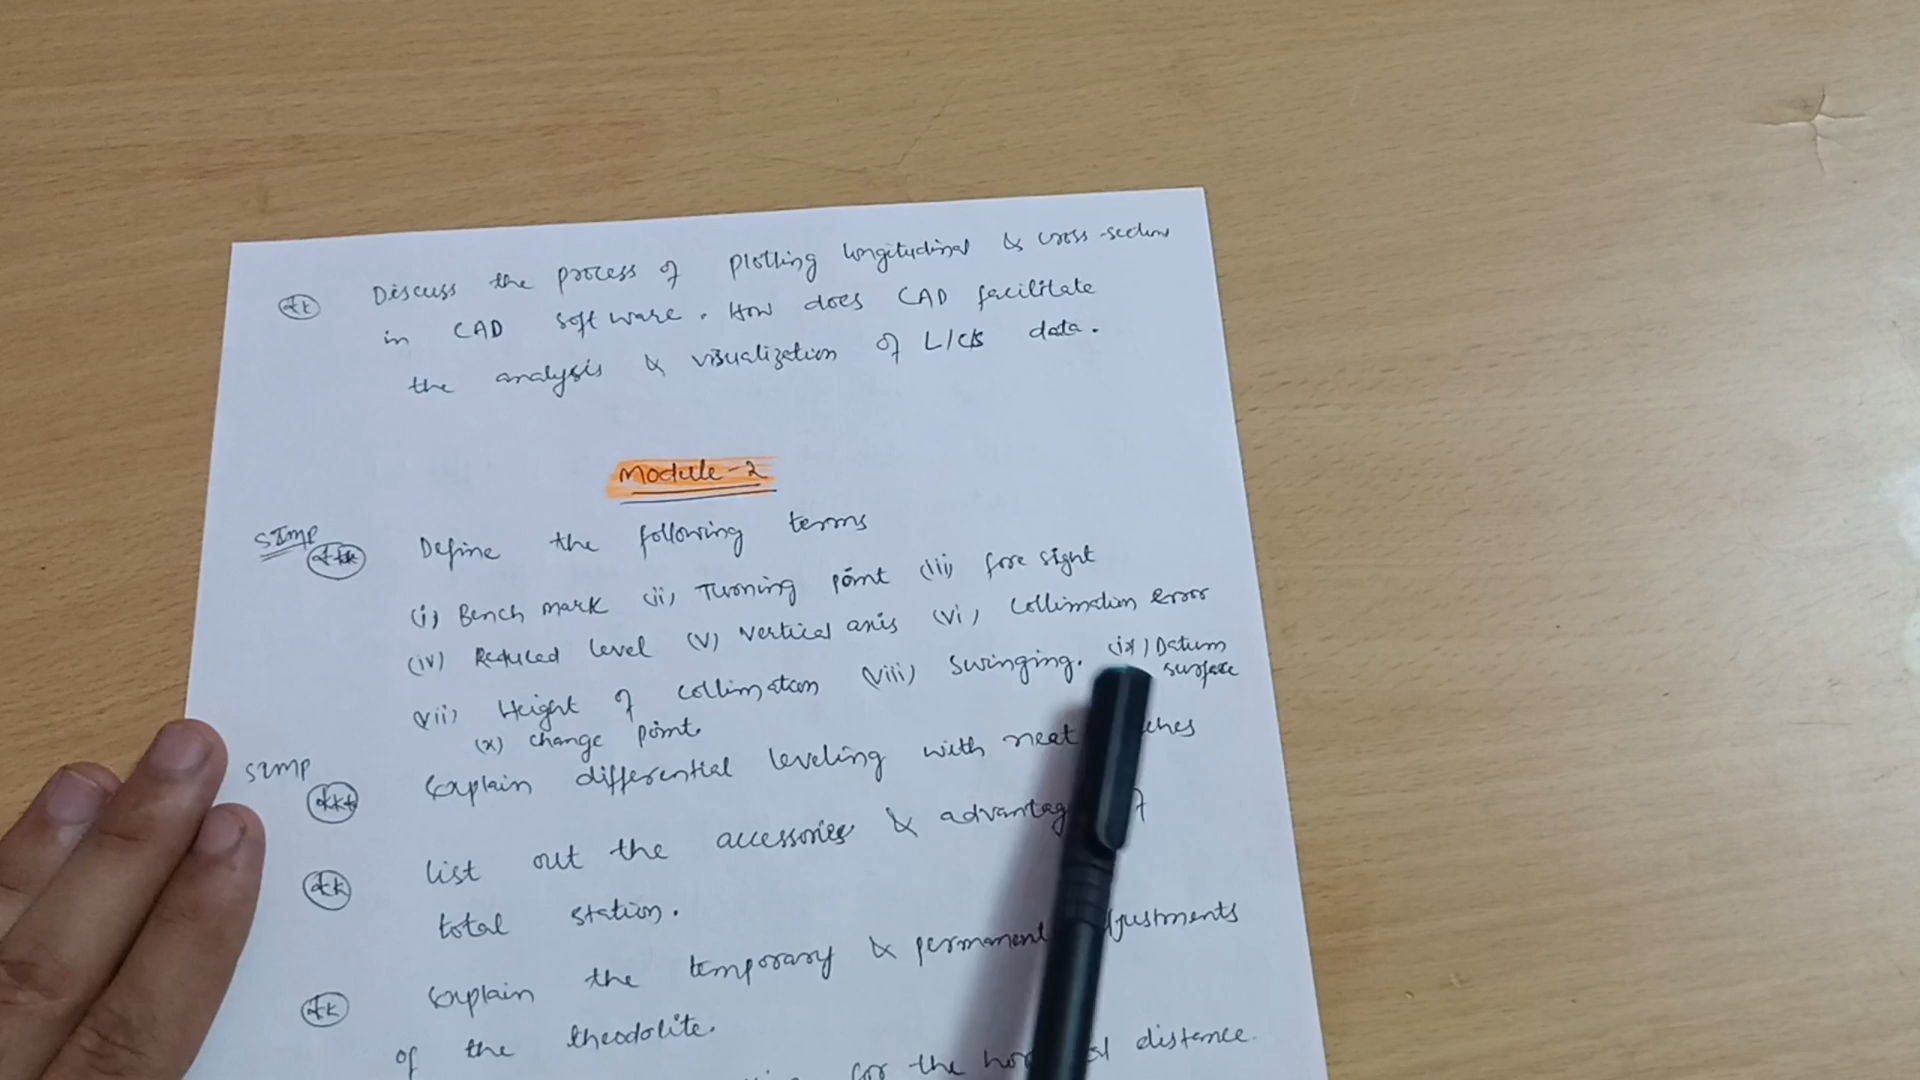 Discuss the process of plotting longitudinal & cross-sections
in CAD software. How does CAD facilitate
the analysis & visualization of L/C/S data.
Module-2
SIMP Define the following terms
(i) Bench mark (ii) Turning point (iii) fore sight
(iv) Reduced level (v) vertical axis (vi) Collimation Error
(vii) Height of collimation (viii) Swinging. (ix) Datum surface
(x) change point.
SIMP Explain differential leveling with neat
List out the accessories &
total station.
Explain the temporary & permanent
of the theodolite.
for the distance.